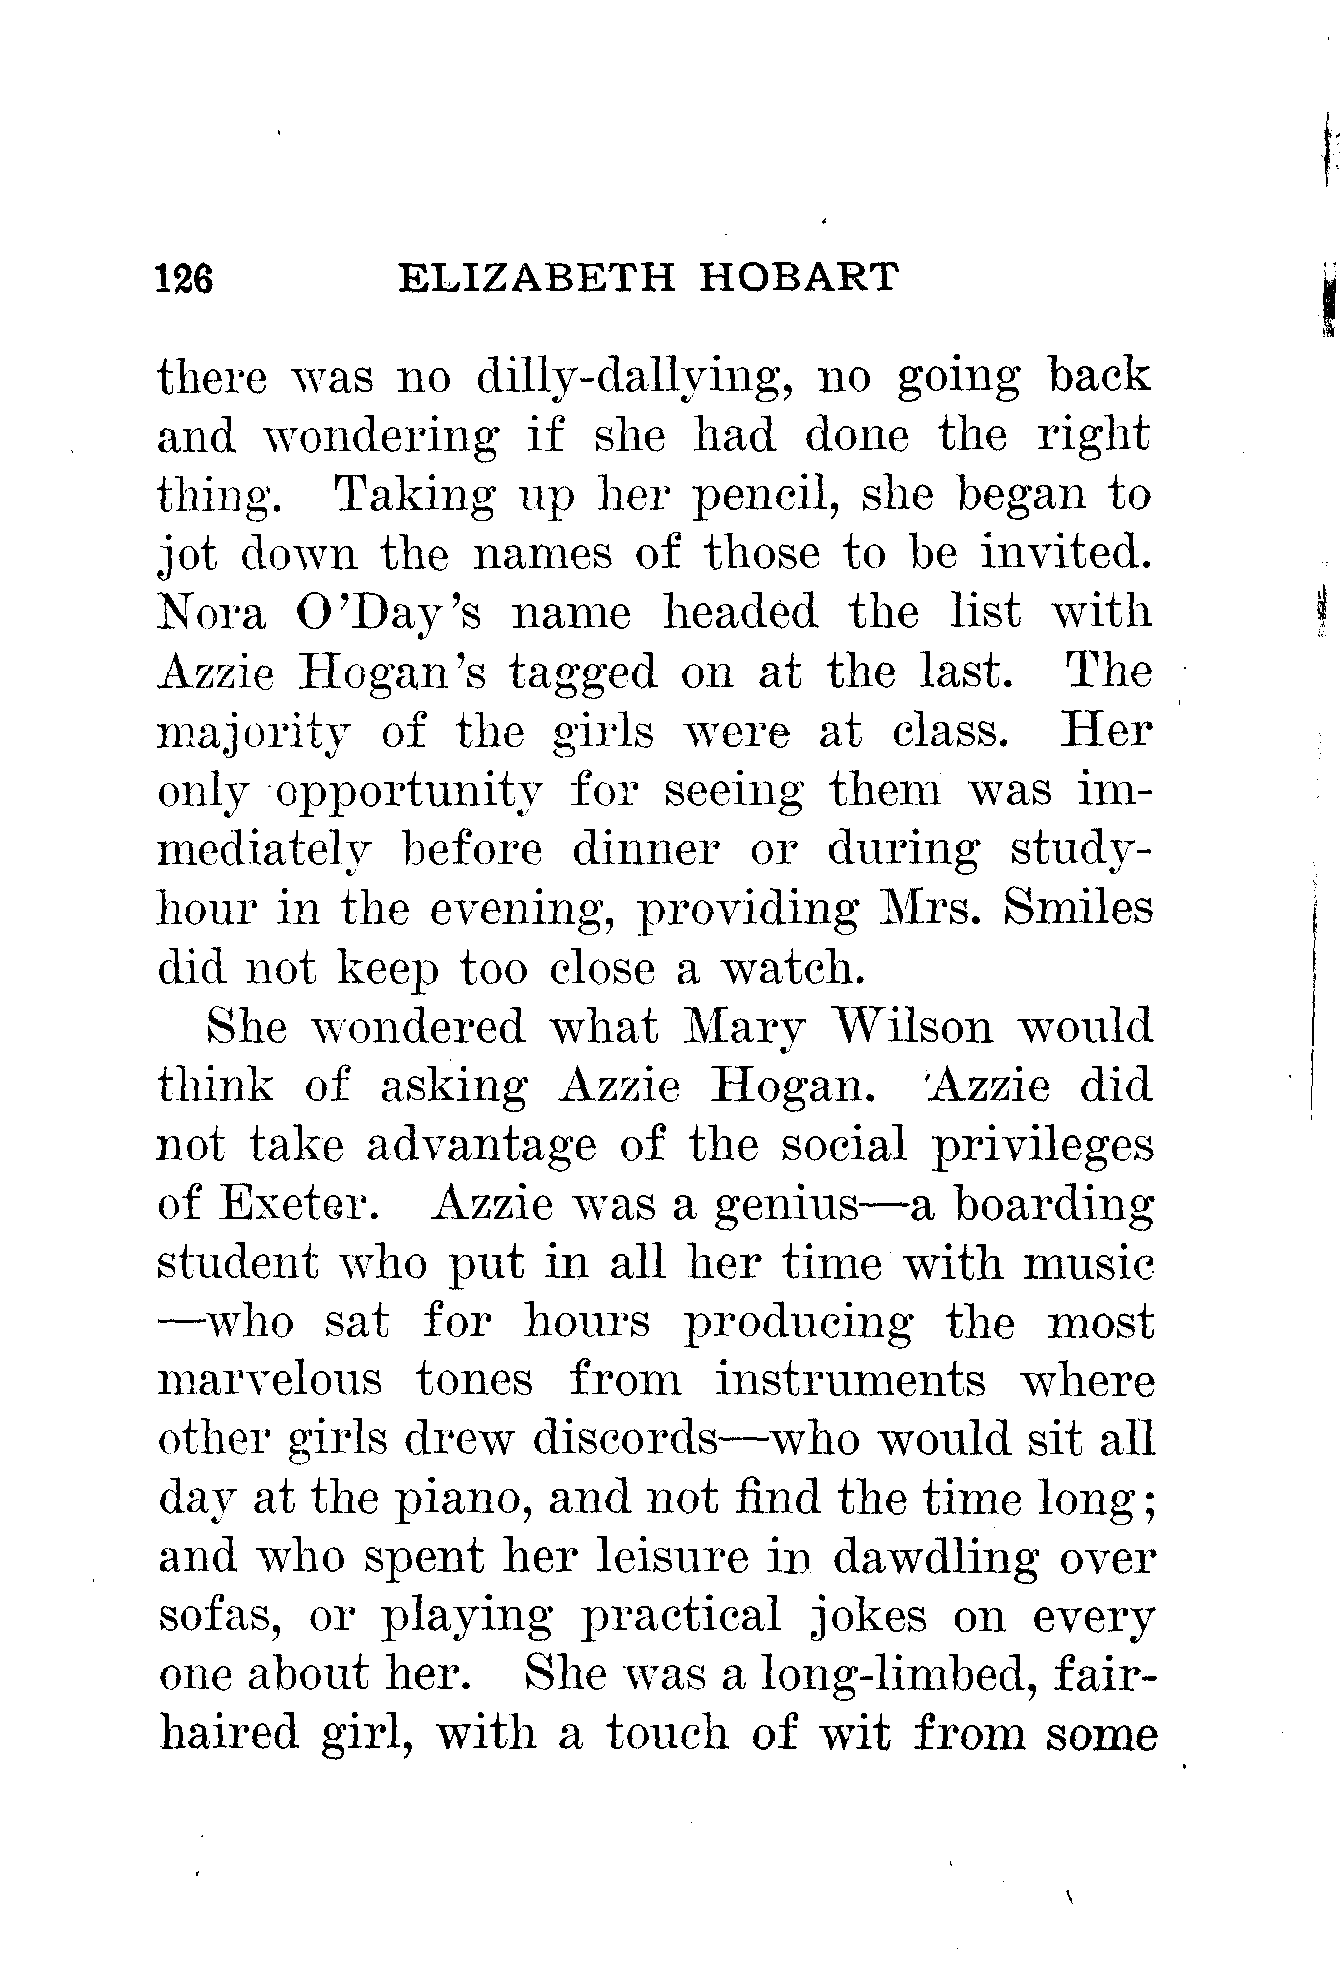 126 ELIZABETH HOBART
there was no dilly-dallying, no going back
and wondering if she had done the right
thing. Taking up her pencil, she began to
jot down the names of those to be invited.
Nora O'Day's name headed the list with
Azzie Hogan's tagged on at the last. The
majority of the girls were at class. Her
only opportunity for seeing them was im-
mediately before dinner or during study-
hour in the evening, providing Mrs. Smiles
did not keep too close a watch.
She wondered what Mary Wilson would
think of asking Azzie Hogan. Azzie did
not take advantage of the social privileges
of Exeter. Azzie was a genius—a boarding
student who put in all her time with music
—who sat for hours producing the most
marvelous tones from instruments where
other girls drew discords—who would sit all
day at the piano, and not find the time long;
and who spent her leisure in dawdling over
sofas, or playing practical jokes on every
one about her. She was a long-limbed, fair-
haired girl, with a touch of wit from some